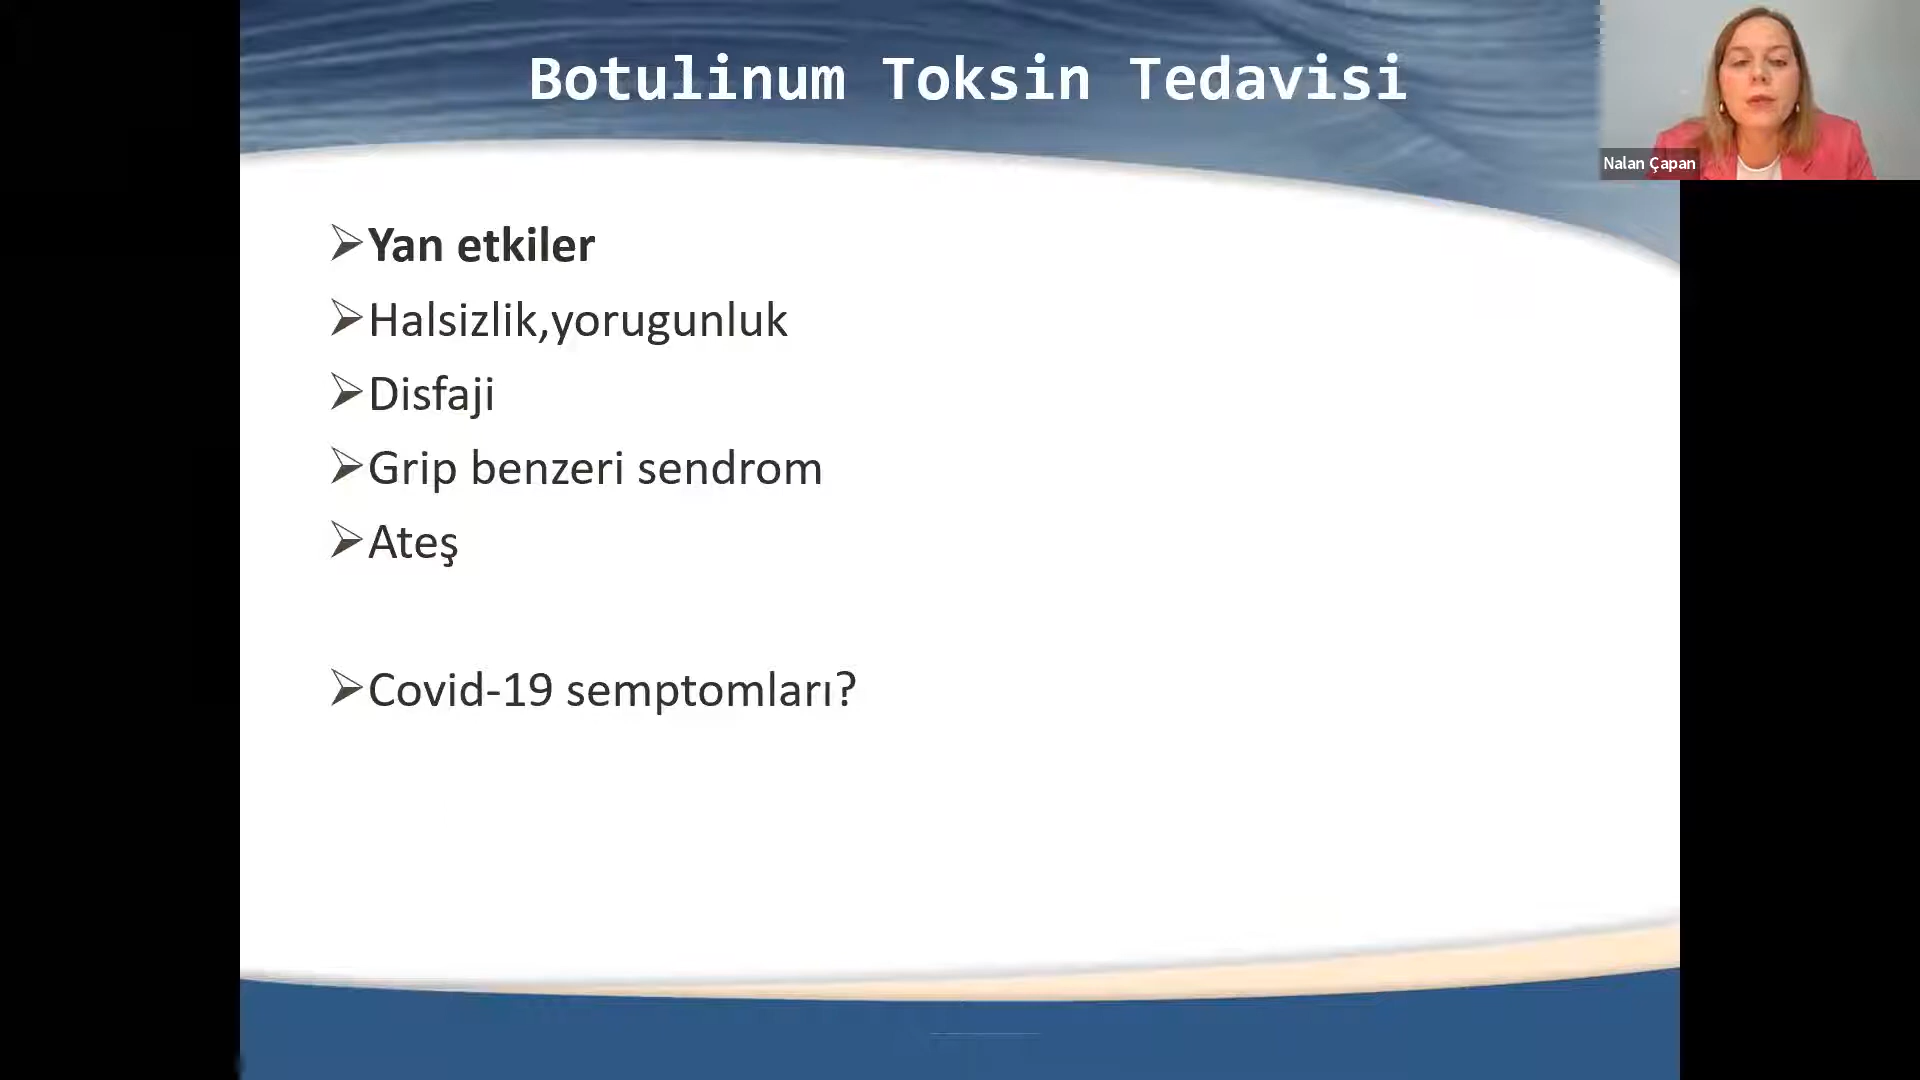 Botulinum Toksin Tedavisi
Nalan Çapan
Yan etkiler
Halsizlik,yorugunluk
Disfaji
Grip benzeri sendrom
Ateş
Covid-19 semptomları?